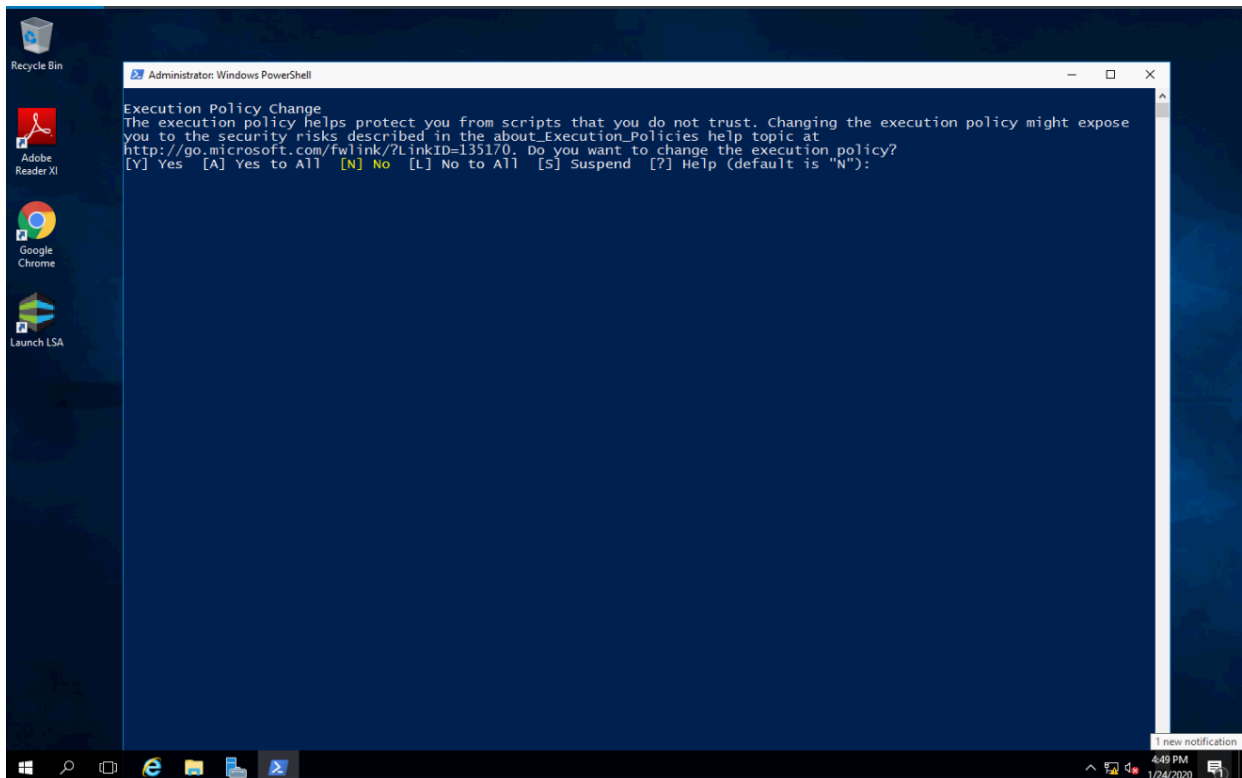 Recycle Bin
Administrator: Windows PowerShell
Execution Policy Change
The execution policy helps protect you from scripts that you do not trust. Changing the execution policy might expose
you to the security risks described in the about_Execution_Policies help topic at
http://go.microsoft.com/fwlink/?LinkID=135170. Do you want to change the execution policy?
[Y] Yes  [A] Yes to All  [N] No  [L] No to All  [S] Suspend  [?] Help (default is "N"):
Adobe
Reader XI
Google
Chrome
Launch LSA
1 new notification
4:49 PM
1/24/2020